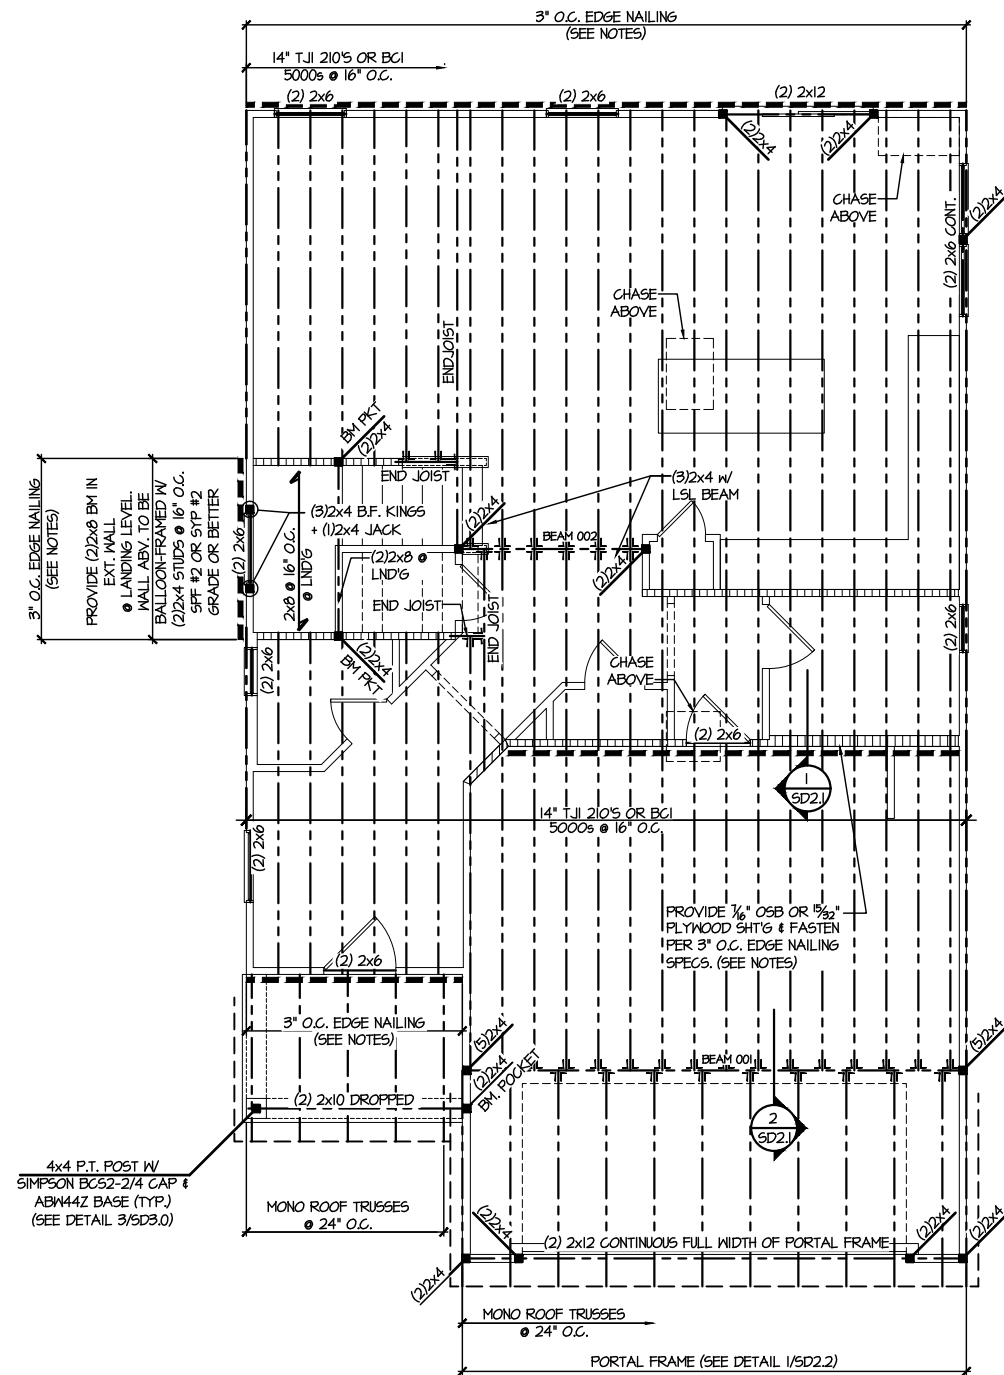 3" O.C. EDGE NAILING
(SEE NOTES)
14" TJI 210'S OR BCI
5000s @ 16" O.C.
(2) 2x6
(2) 2x6
(2) 2x12
(2)2x4
(2)2x4
CHASE
ABOVE
(2)2x4
(2) 2x6 CONT.
CHASE
ABOVE
END JOIST
BM PKT
(2)2x4
END JOIST
(3)2x4 W/
LSL BEAM
3" O.C. EDGE NAILING
(SEE NOTES)
PROVIDE (2)2x8 BM IN
EXT. WALL
@ LANDING LEVEL.
WALL ABV. TO BE
BALLOON-FRAMED W/
(2)2x4 STUDS @ 16" O.C.
SPF #2 OR SYP #2
GRADE OR BETTER
(2) 2x6
2x8 @ 16" O.C.
@ LND'G
(3)2x4 B.F. KINGS
+ (1)2x4 JACK
(2)2x4
BEAM 002
(2)2x4
(2)2x8 @
LND'G
END JOIST
END JOIST
(2)2x4
BM PKT
(2) 2x6
(2) 2x6
CHASE
ABOVE
(2) 2x6
1
SD2.1
14" TJI 210'S OR BCI
5000s @ 16" O.C.
(2) 2x6
PROVIDE 7/16" OSB OR 15/32"
PLYWOOD SHT'G & FASTEN
PER 3" O.C. EDGE NAILING
SPECS. (SEE NOTES)
(2) 2x6
3" O.C. EDGE NAILING
(SEE NOTES)
(5)2x4
(2)2x4
BM. POCKET
BEAM 001
(5)2x4
(2) 2x10 DROPPED
2
SD2.1
4x4 P.T. POST W/
SIMPSON BCS2-2/4 CAP &
ABW44Z BASE (TYP.)
(SEE DETAIL 3/SD3.0)
MONO ROOF TRUSSES
@ 24" O.C.
(2)2x4
(2) 2x12 CONTINUOUS FULL WIDTH OF PORTAL FRAME
(2)2x4
(2)2x4
(2)2x4
MONO ROOF TRUSSES
@ 24" O.C.
PORTAL FRAME (SEE DETAIL 1/SD2.2)